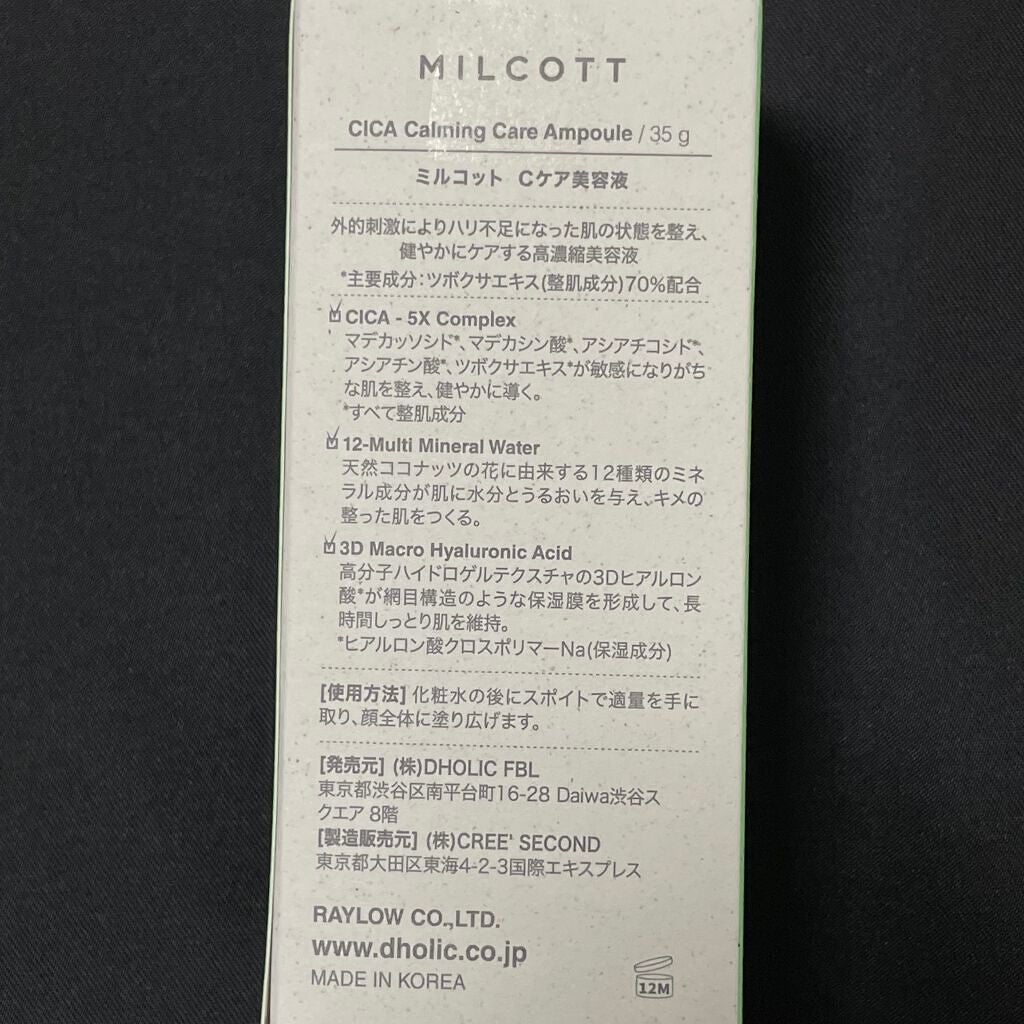 MILCOTT
CICA Calming Care Ampoule / 35 g
ミルコット Cケア美容液
外的刺激によりハリ不足になった肌の状態を整え、
健やかにケアする高濃縮美容液
*主要成分:ツボクサエキス(整肌成分)70%配合
CICA - 5X Complex
マデカッソシド*、マデカシン酸*、アシアチコシド*、
アシアチン酸*、ツボクサエキス*が敏感になりがち
な肌を整え、健やかに導く。
*すべて整肌成分
12-Multi Mineral Water
天然ココナッツの花に由来する12種類のミネ
ラル成分が肌に水分とうるおいを与え、キメの
整った肌をつくる。
3D Macro Hyaluronic Acid
高分子ハイドロゲルテクスチャの3Dヒアルロン
酸*が網目構造のような保湿膜を形成して、長
時間しっとり肌を維持。
*ヒアルロン酸クロスポリマーNa(保湿成分)
[使用方法] 化粧水の後にスポイトで適量を手に
取り、顔全体に塗り広げます。
[発売元] (株)DHOLIC FBL
東京都渋谷区南平台町16-28 Daiwa渋谷ス
クエア 8階
[製造販売元] (株)CREE' SECOND
東京都大田区東海4-2-3国際エキスプレス
RAYLOW CO.,LTD.
www.dholic.co.jp
MADE IN KOREA
12M